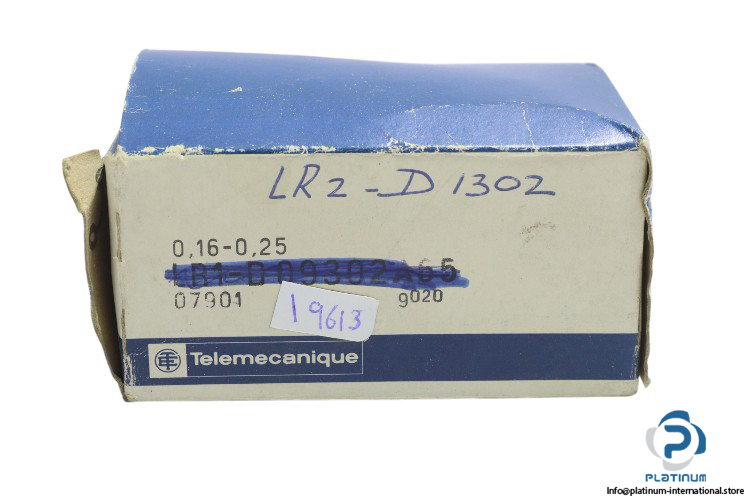 LR2-D1302
0,16-0,25
LB1-D09302A65
07901 9020
19613
Telemecanique
PLATINUM
Info@platinum-international.store